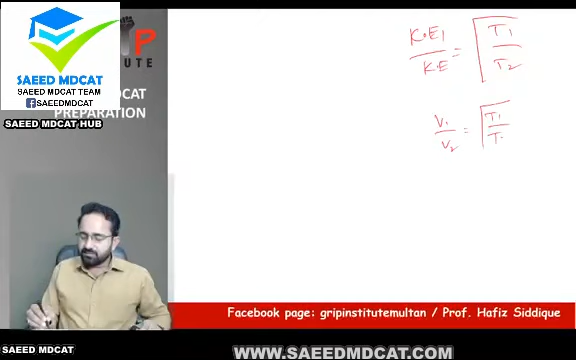 P
UTE
SAEED MDCAT
SAEED MDCAT TEAM
f /SAEEDMDCAT
SAEED MDCAT HUB
CAT
PREPARATION
K.E1 / K.E = √ T1 / T2
V1 / V2 = √ T1 / T
Facebook page: gripinstitutemultan / Prof. Hafiz Siddique
SAEED MDCAT
WWW.SAEEDMDCAT.COM